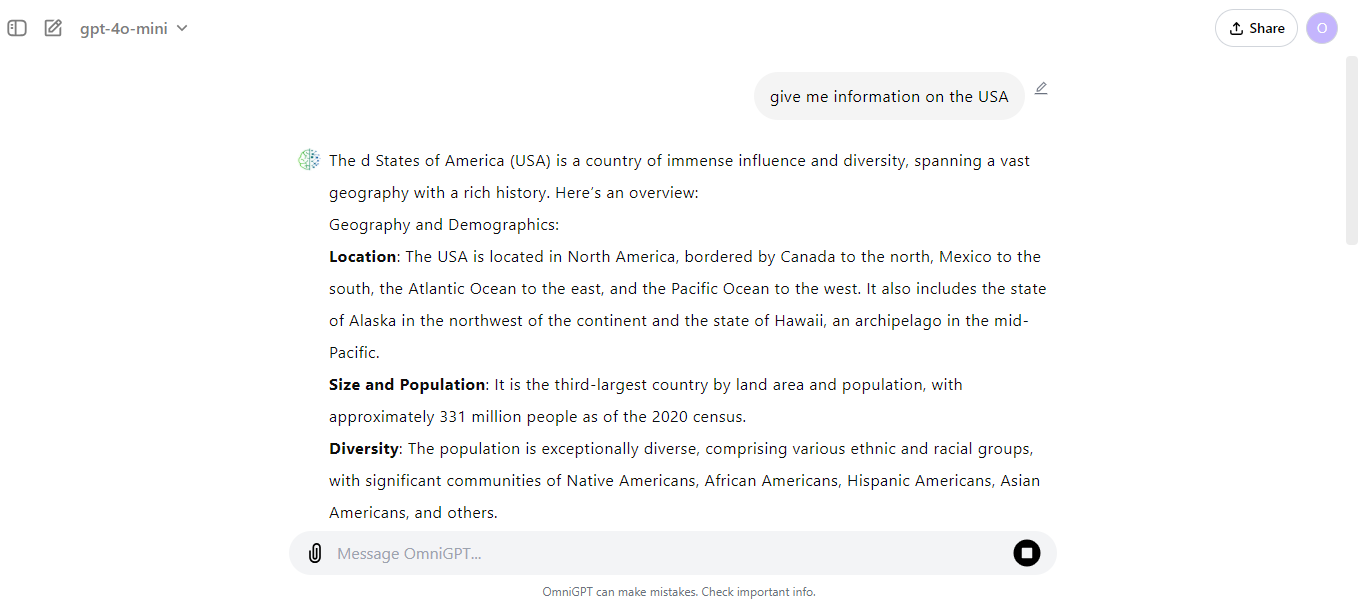 gpt-4o-mini
Share
O
give me information on the USA
The d States of America (USA) is a country of immense influence and diversity, spanning a vast
geography with a rich history. Here's an overview:
Geography and Demographics:
Location: The USA is located in North America, bordered by Canada to the north, Mexico to the
south, the Atlantic Ocean to the east, and the Pacific Ocean to the west. It also includes the state
of Alaska in the northwest of the continent and the state of Hawaii, an archipelago in the mid-
Pacific.
Size and Population: It is the third-largest country by land area and population, with
approximately 331 million people as of the 2020 census.
Diversity: The population is exceptionally diverse, comprising various ethnic and racial groups,
with significant communities of Native Americans, African Americans, Hispanic Americans, Asian
Americans, and others.
Message OmniGPT...
OmniGPT can make mistakes. Check important info.